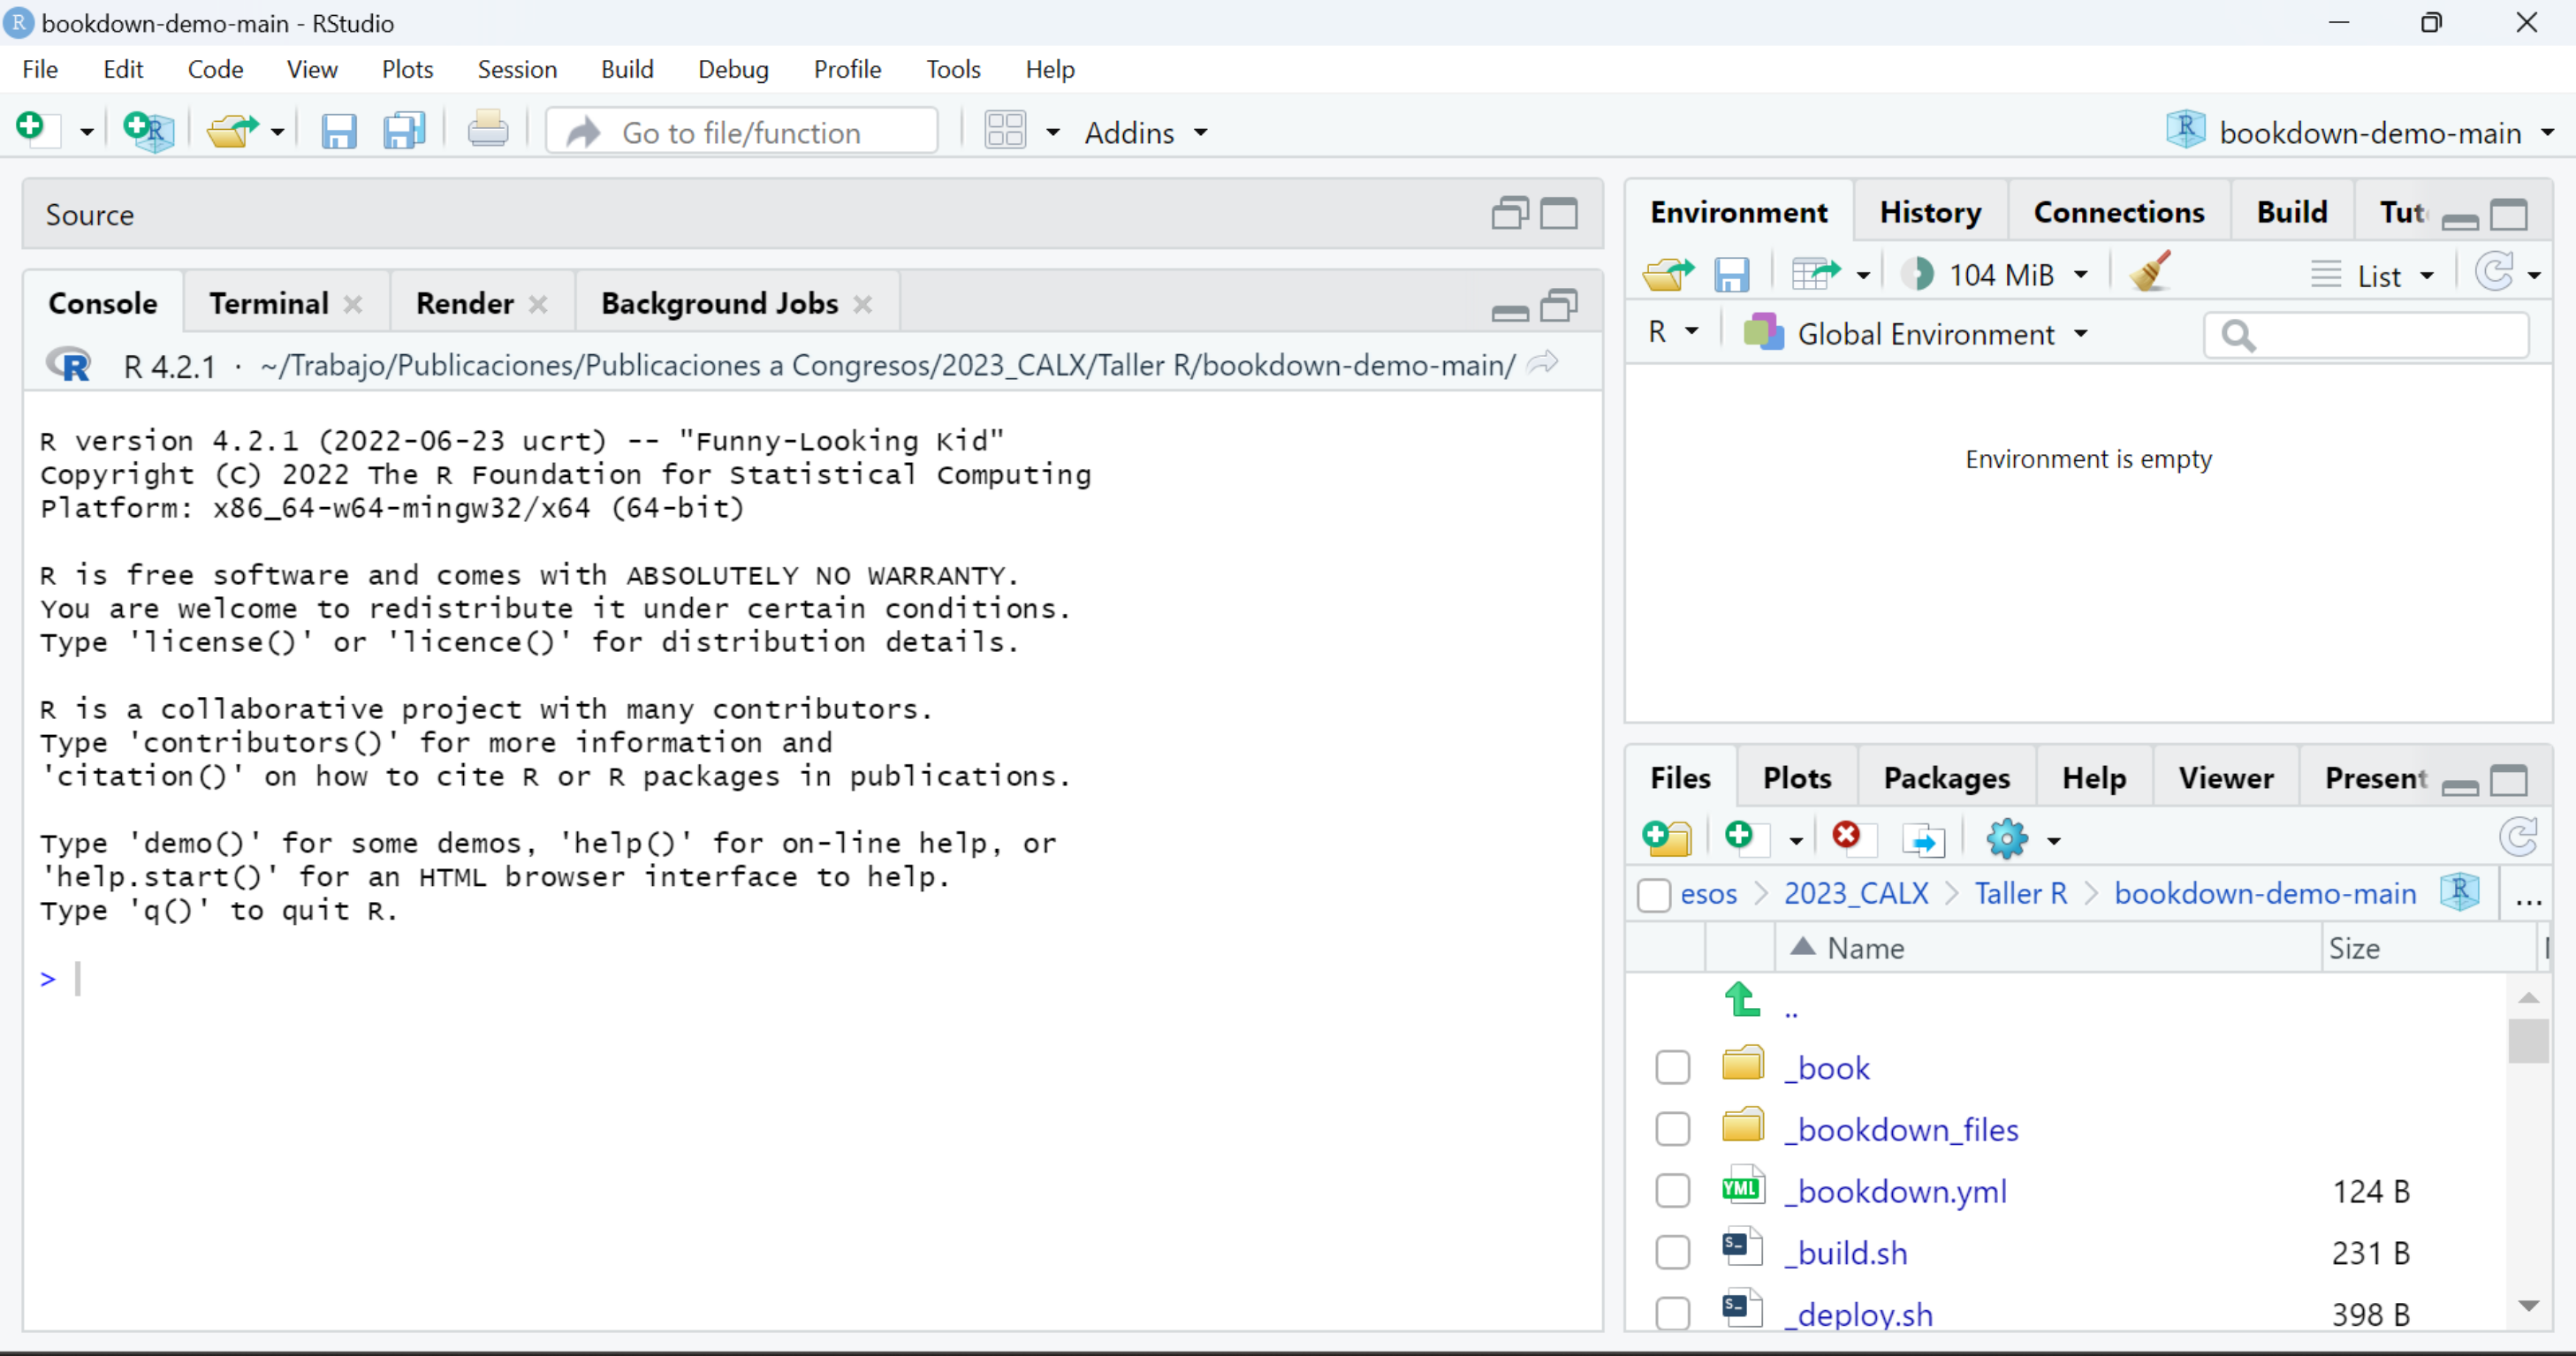 bookdown-demo-main - RStudio
File Edit Code View Plots Session Build Debug Profile Tools Help
Go to file/function Addins bookdown-demo-main
Source
Console Terminal Render Background Jobs
R 4.2.1 · ~/Trabajo/Publicaciones/Publicaciones a Congresos/2023_CALX/Taller R/bookdown-demo-main/
R version 4.2.1 (2022-06-23 ucrt) -- "Funny-Looking Kid"
Copyright (C) 2022 The R Foundation for Statistical Computing
Platform: x86_64-w64-mingw32/x64 (64-bit)
R is free software and comes with ABSOLUTELY NO WARRANTY.
You are welcome to redistribute it under certain conditions.
Type 'license()' or 'licence()' for distribution details.
R is a collaborative project with many contributors.
Type 'contributors()' for more information and
'citation()' on how to cite R or R packages in publications.
Type 'demo()' for some demos, 'help()' for on-line help, or
'help.start()' for an HTML browser interface to help.
Type 'q()' to quit R.
>
Environment History Connections Build Tut
104 MiB List
R Global Environment
Environment is empty
Files Plots Packages Help Viewer Present
esos > 2023_CALX > Taller R > bookdown-demo-main ...
Name Size
..
_book
_bookdown_files
_bookdown.yml 124 B
_build.sh 231 B
_deploy.sh 398 B